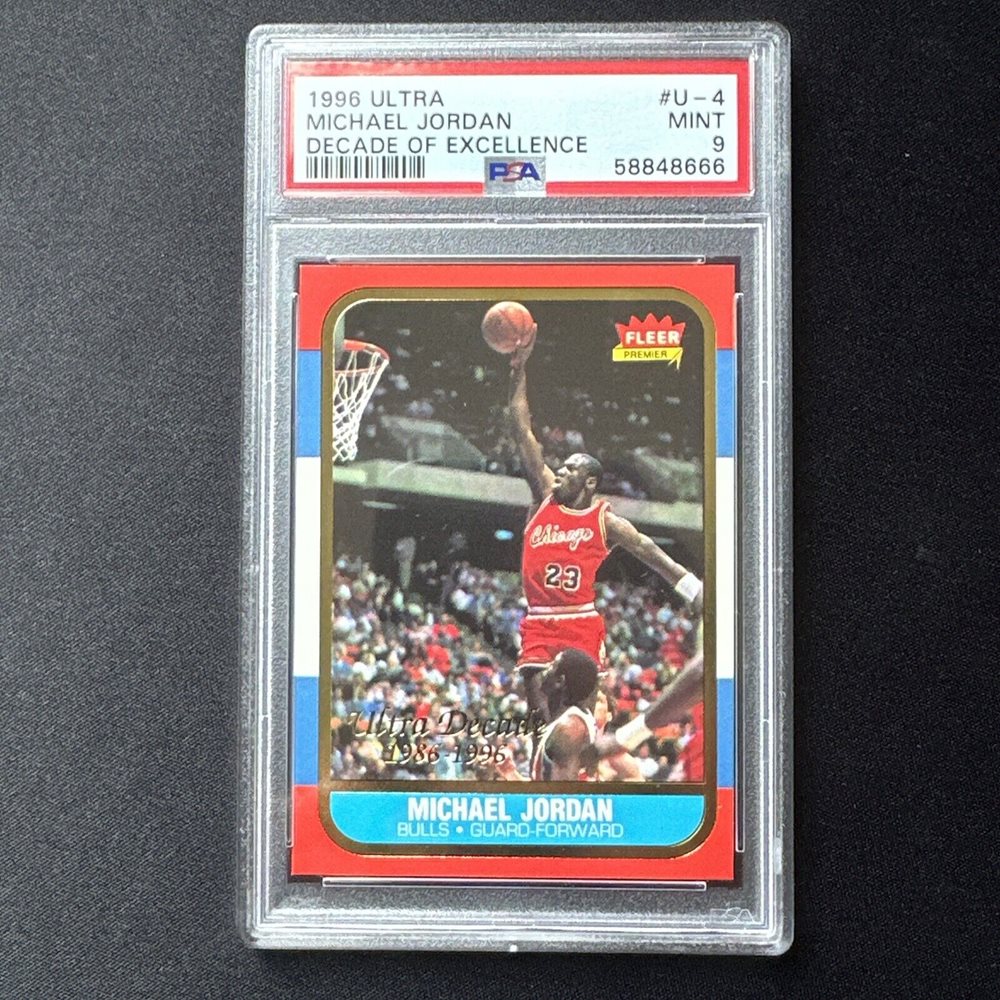 1996 ULTRA #U-4
MICHAEL JORDAN MINT
DECADE OF EXCELLENCE 9
PSA 58848666
FLEER
PREMIER
Chicago
23
Ultra Decade
1986-1996
MICHAEL JORDAN
BULLS • GUARD-FORWARD
PSA